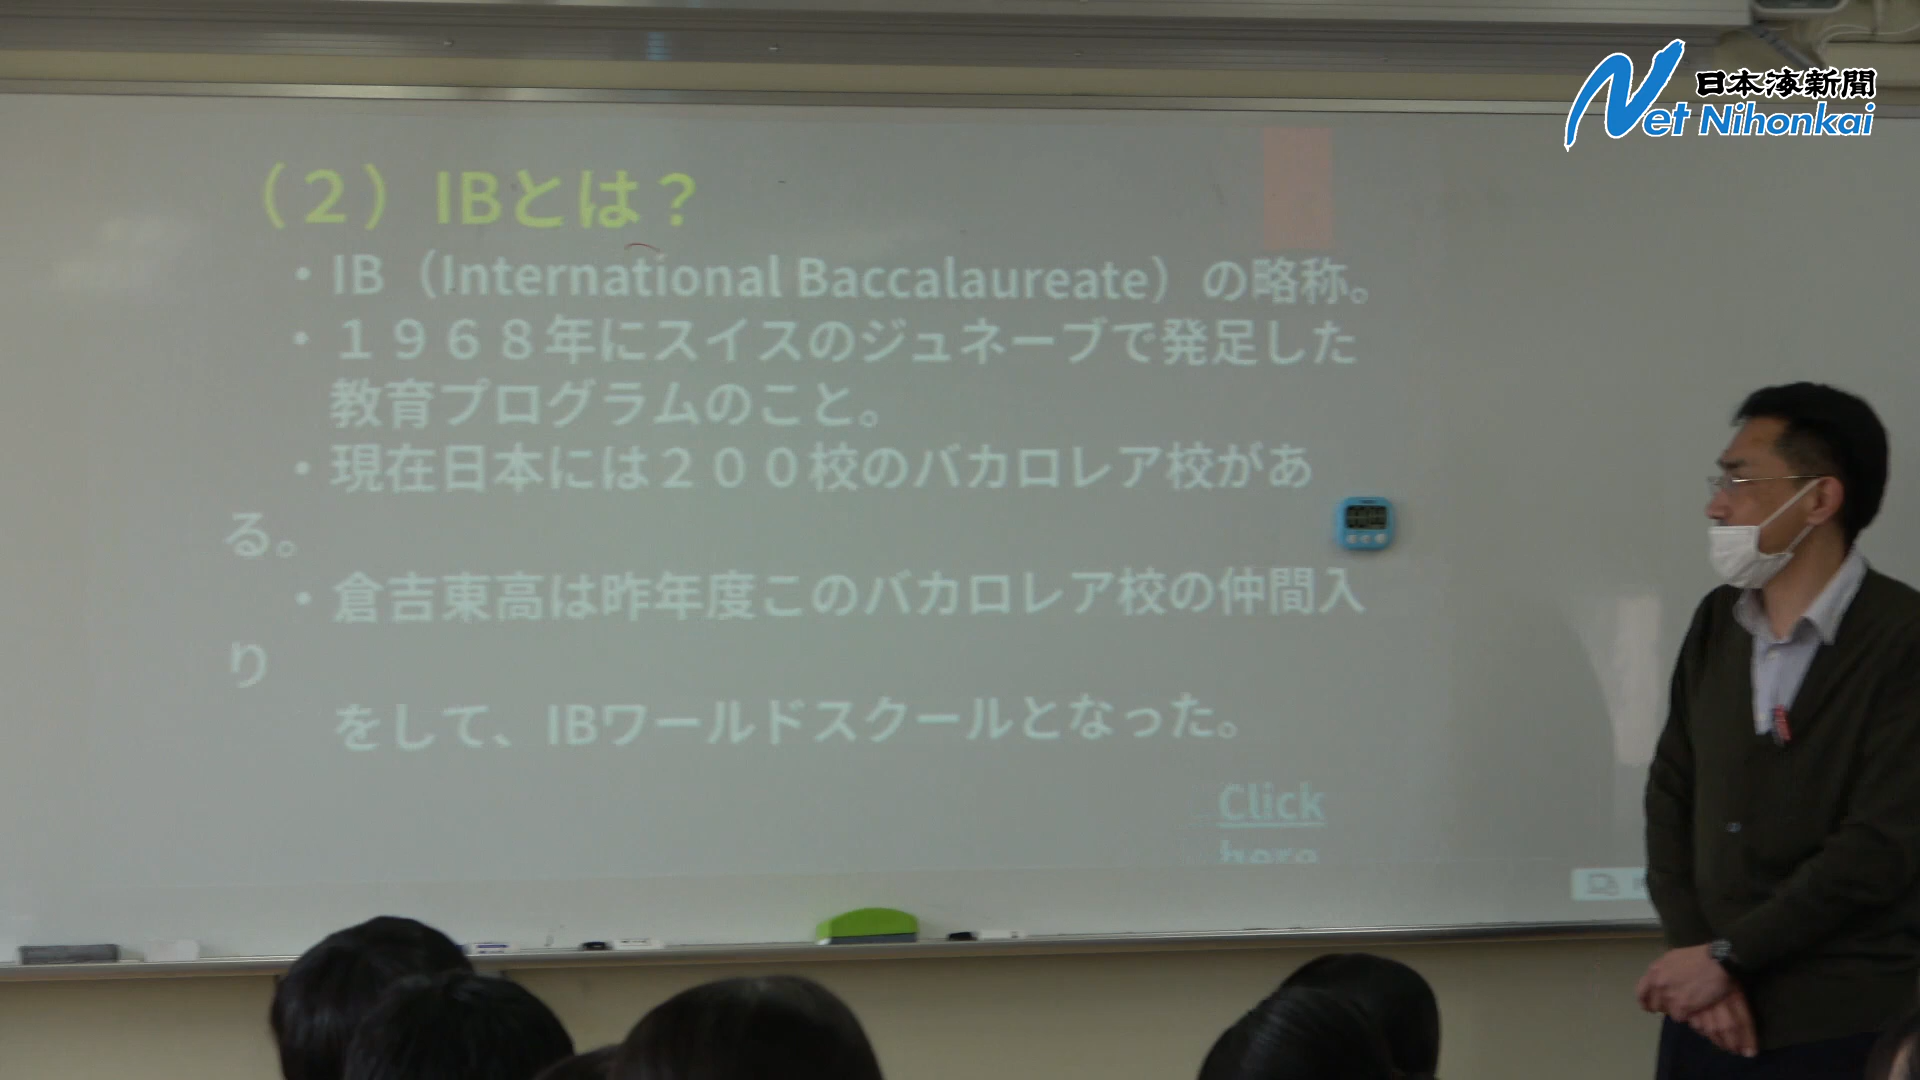 日本海新聞
Net Nihonkai
（２）IBとは？
・IB（International Baccalaureate）の略称。
・１９６８年にスイスのジュネーブで発足した
教育プログラムのこと。
・現在日本には２００校のバカロレア校があ
る。
・倉吉東高は昨年度このバカロレア校の仲間入
り
をして、IBワールドスクールとなった。
Click
here